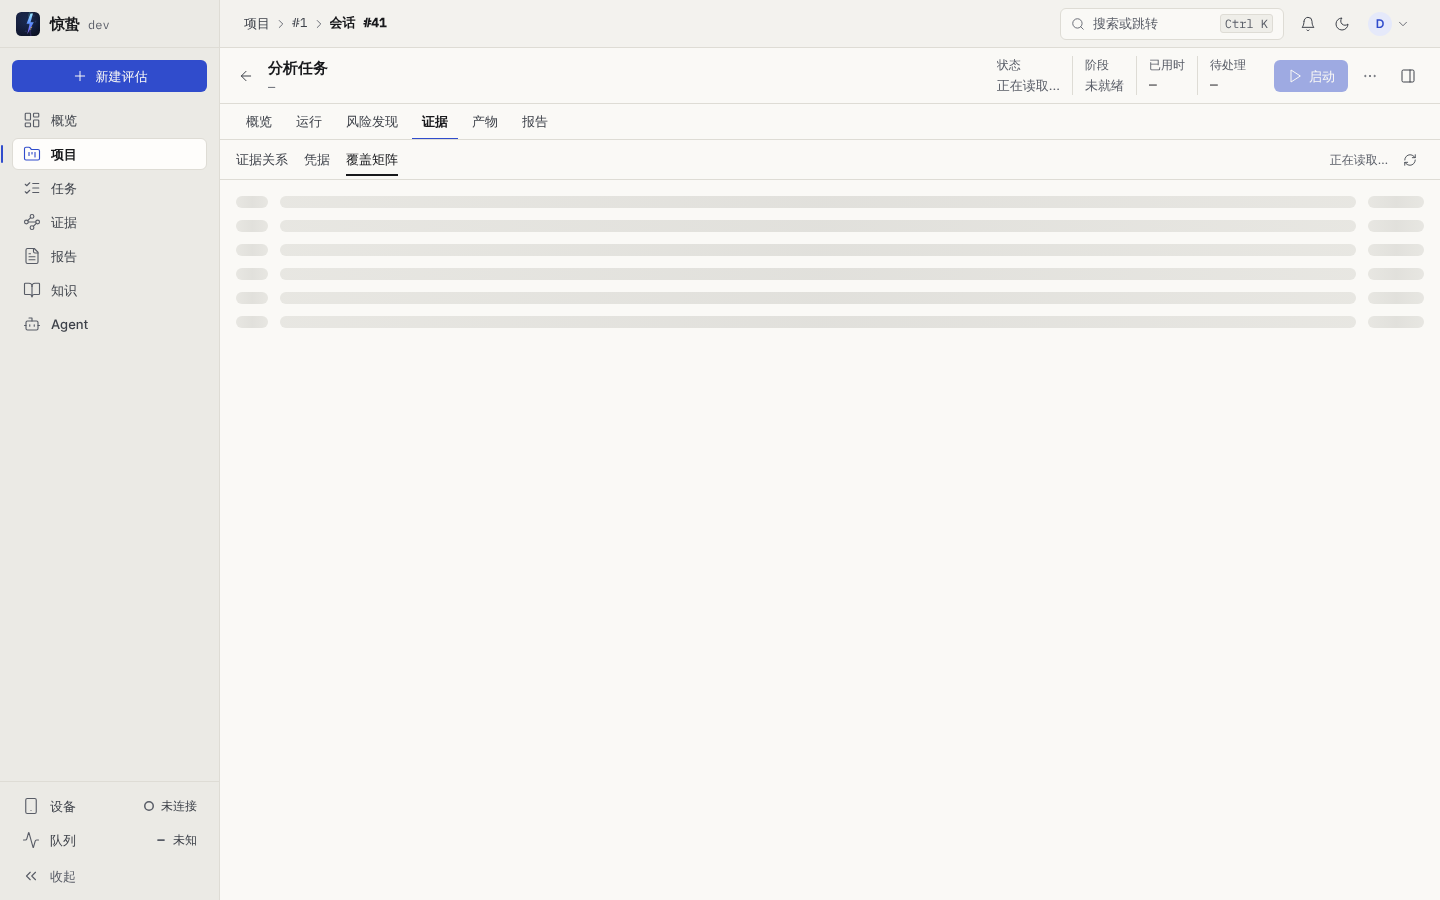 惊蛰 dev
项目 #1 会话 #41
搜索或跳转 Ctrl K
D
新建评估
概览
项目
任务
证据
报告
知识
Agent
分析任务
–
状态
正在读取...
阶段
未就绪
已用时
–
待处理
–
启动
概览 运行 风险发现 证据 产物 报告
证据关系 凭据 覆盖矩阵
正在读取...
设备 未连接
队列 – 未知
收起